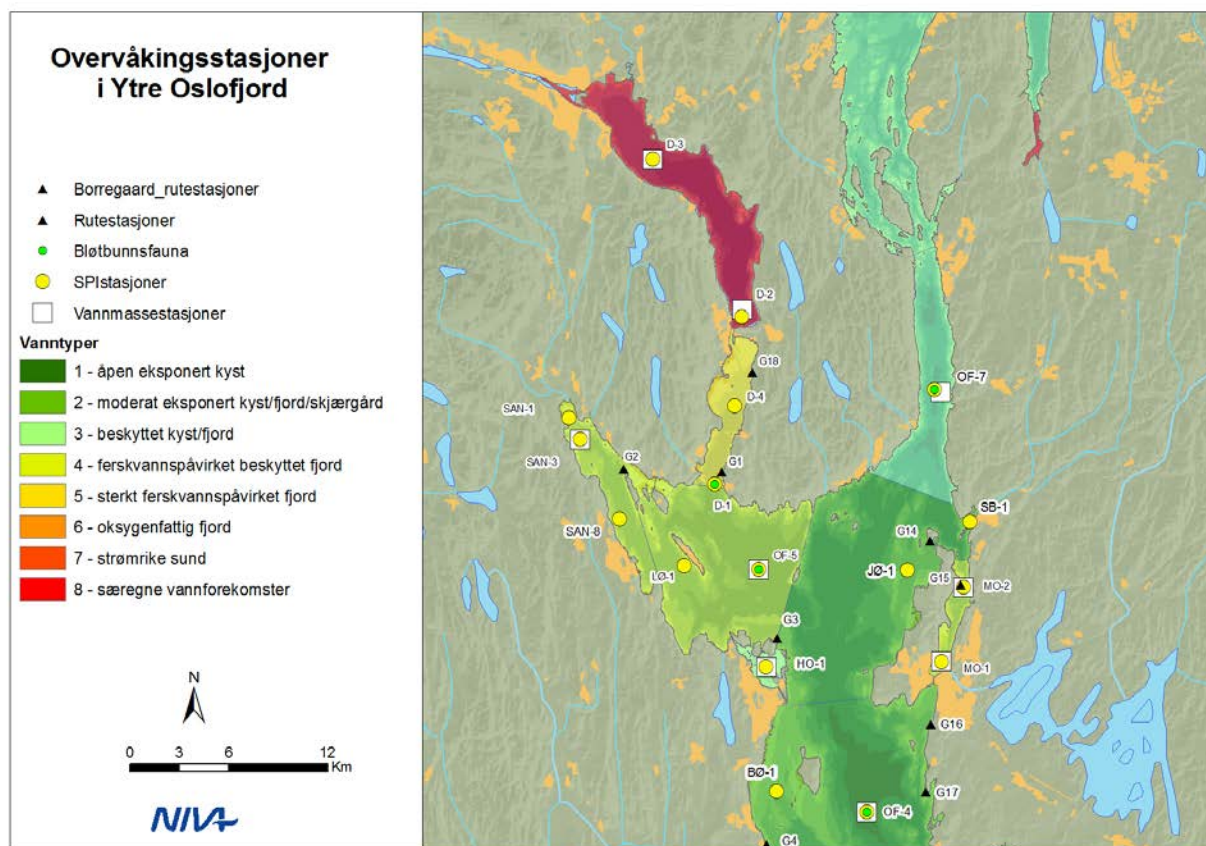 Overvåkingsstasjoner
i Ytre Oslofjord
Borregaard_rutestasjoner
Rutestasjoner
Bløtbunnsfauna
SPIstasjoner
Vannmassestasjoner
Vanntyper
1 - åpen eksponert kyst
2 - moderat eksponert kyst/fjord/skjærgård
3 - beskyttet kyst/fjord
4 - ferskvannspåvirket beskyttet fjord
5 - sterkt ferskvannspåvirket fjord
6 - oksygenfattig fjord
7 - strømrike sund
8 - særegne vannforekomster
N
0 3 6 12
Km
NIVA
D-3
D-2
G18
OF-7
D-4
SAN-1
SAN-3
G2
G1
D-1
SB-1
SAN-8
G14
LØ-1
OF-5
JØ-1
G15
MO-2
G3
HO-1
MO-1
G16
BØ-1
G17
OF-4
G4